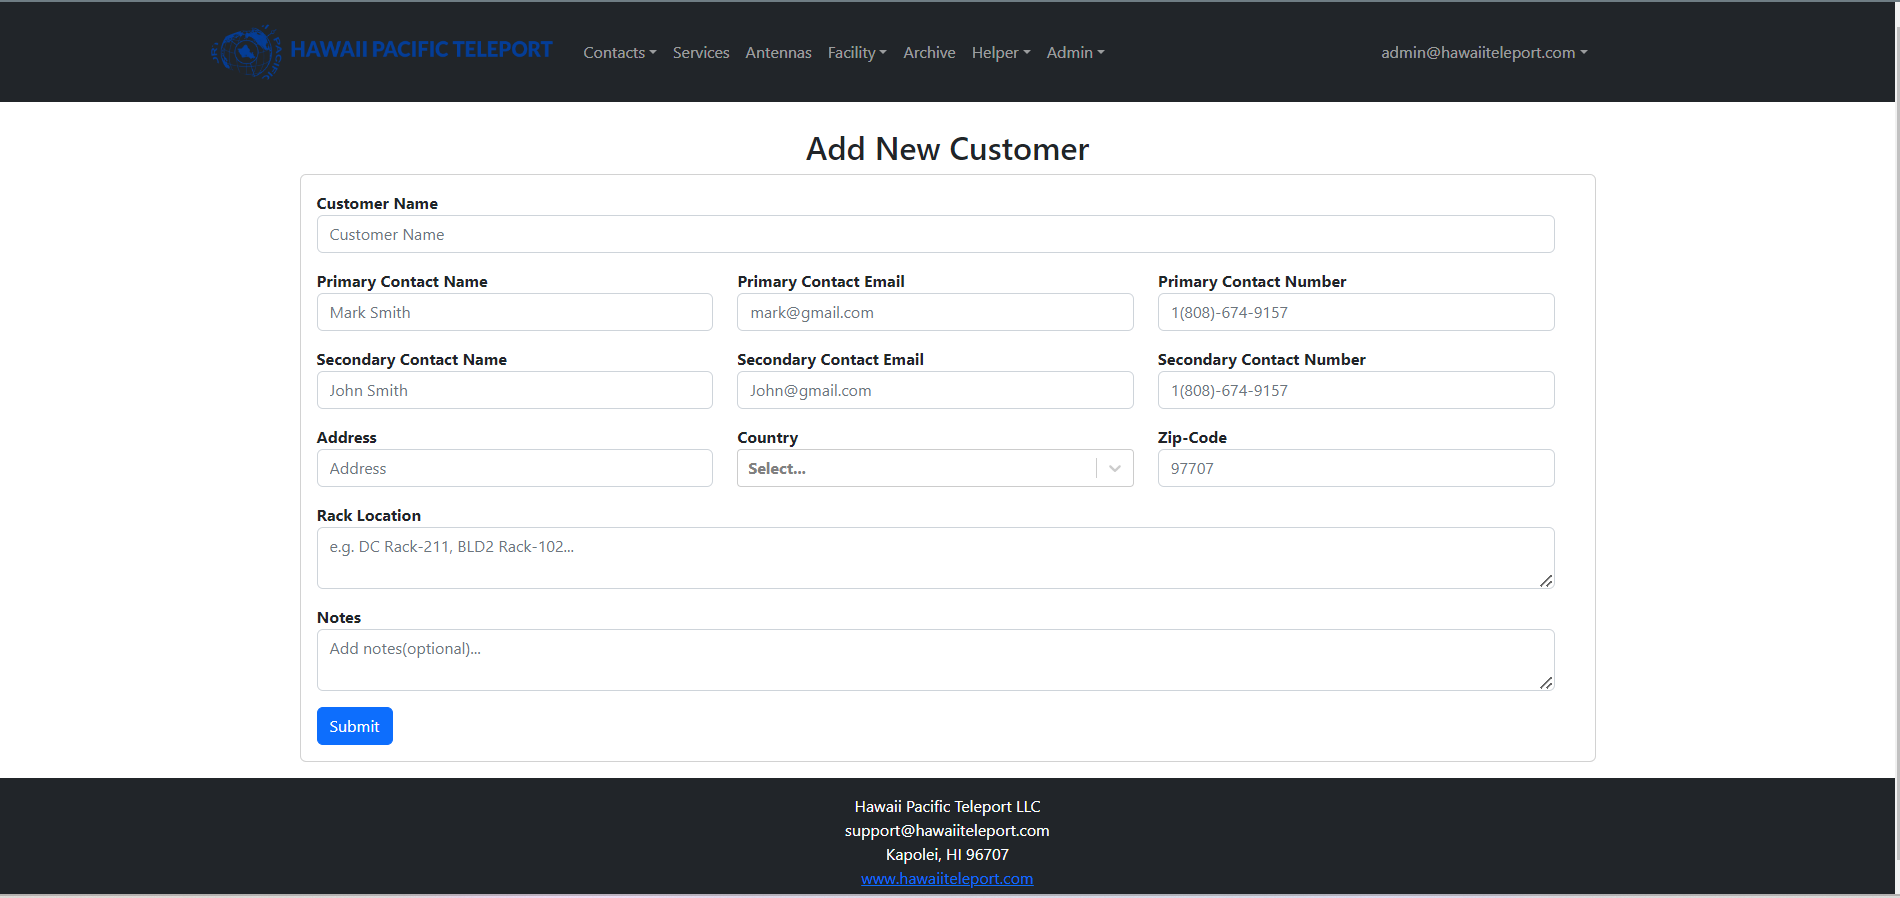 HAWAII PACIFIC TELEPORT Contacts Services Antennas Facility Archive Helper Admin admin@hawaiiteleport.com
Add New Customer
Customer Name
Customer Name
Primary Contact Name Primary Contact Email Primary Contact Number
Mark Smith mark@gmail.com 1(808)-674-9157
Secondary Contact Name Secondary Contact Email Secondary Contact Number
John Smith John@gmail.com 1(808)-674-9157
Address Country Zip-Code
Address Select... 97707
Rack Location
e.g. DC Rack-211, BLD2 Rack-102...
Notes
Add notes(optional)...
Submit
Hawaii Pacific Teleport LLC
support@hawaiiteleport.com
Kapolei, HI 96707
www.hawaiiteleport.com